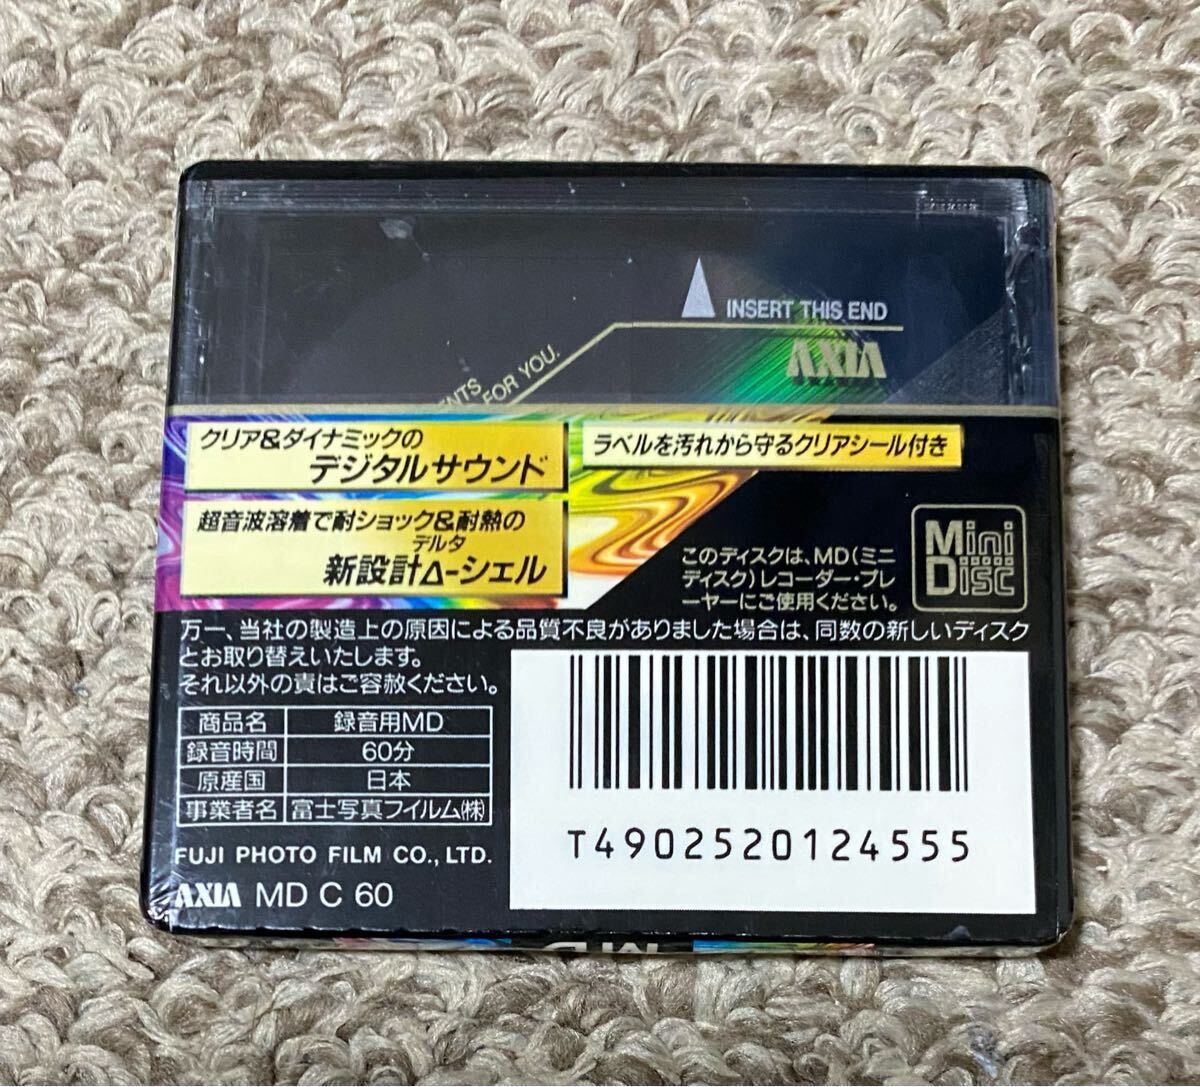 INSERT THIS END
AXIA
FOR YOU.
クリア&ダイナミックの
デジタルサウンド
ラベルを汚れから守るクリアシール付き
超音波溶着で耐ショック&耐熱の
デルタ
新設計Δ-シェル
このディスクは、MD(ミニ
ディスク)レコーダー・プレ
ーヤーにご使用ください。
Mini
Disc
万一、当社の製造上の原因による品質不良がありました場合は、同数の新しいディスク
とお取り替えいたします。
それ以外の責はご容赦ください。
商品名 録音用MD
録音時間 60分
原産国 日本
事業者名 富士写真フイルム㈱
FUJI PHOTO FILM CO., LTD.
AXIA MD C 60
T4902520124555
MD